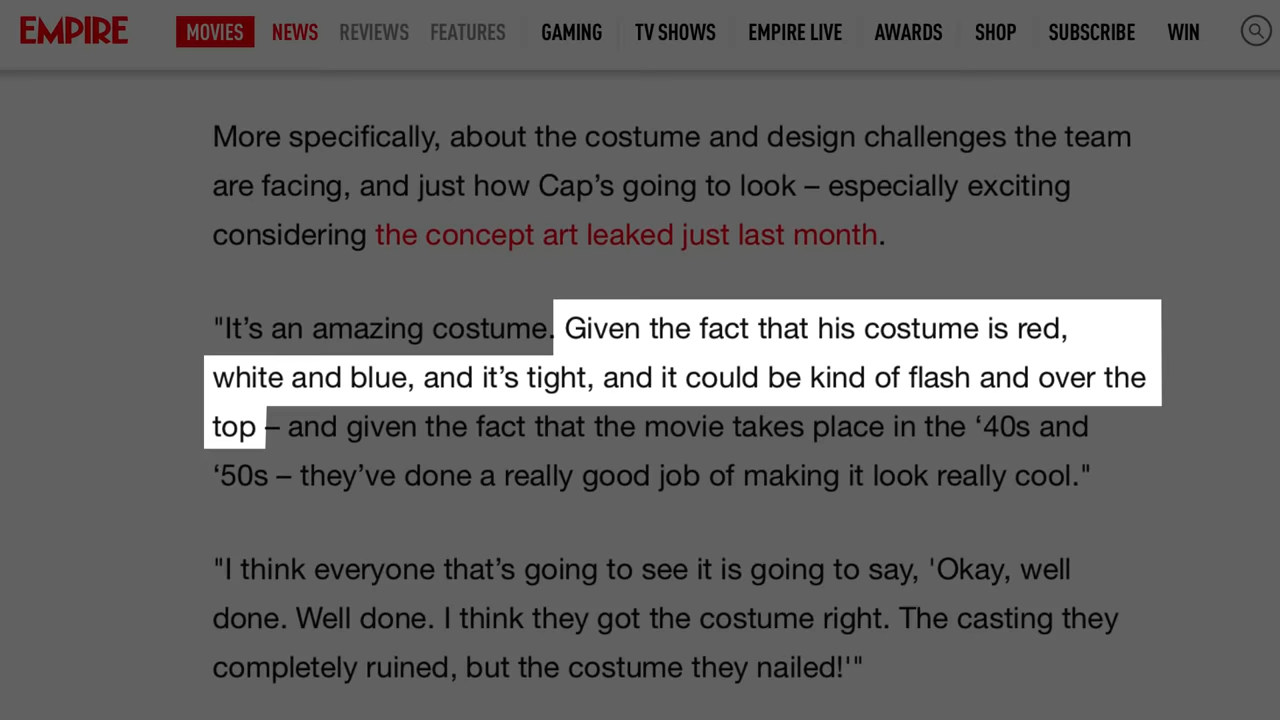 EMPIRE MOVIES NEWS REVIEWS FEATURES GAMING TV SHOWS EMPIRE LIVE AWARDS SHOP SUBSCRIBE WIN
More specifically, about the costume and design challenges the team
are facing, and just how Cap’s going to look – especially exciting
considering the concept art leaked just last month.
"It’s an amazing costume. Given the fact that his costume is red,
white and blue, and it’s tight, and it could be kind of flash and over the
top – and given the fact that the movie takes place in the ‘40s and
‘50s – they’ve done a really good job of making it look really cool."
"I think everyone that’s going to see it is going to say, 'Okay, well
done. Well done. I think they got the costume right. The casting they
completely ruined, but the costume they nailed!'"